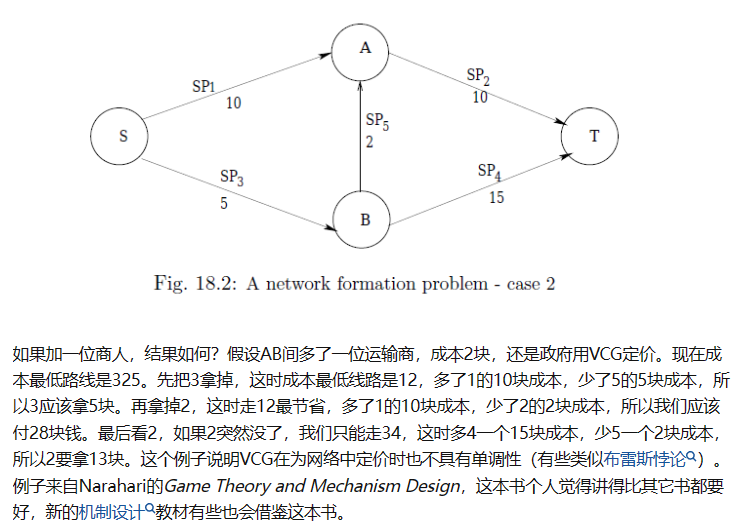 A
SP1
10
SP2
10
S
SP5
2
T
SP3
5
SP4
15
B
Fig. 18.2: A network formation problem - case 2
如果加一位商人，结果如何？假设AB间多了一位运输商，成本2块，还是政府用VCG定价。现在成
本最低路线是325。先把3拿掉，这时成本最低线路是12，多了1的10块成本，少了5的5块成本，所
以3应该拿5块。再拿掉2，这时走12最节省，多了1的10块成本，少了2的2块成本，所以我们应该
付28块钱。最后看2，如果2突然没了，我们只能走34，这时多4一个15块成本，少5一个2块成本，
所以2要拿13块。这个例子说明VCG在为网络中定价时也不具有单调性（有些类似布雷斯悖论）。
例子来自Narahari的Game Theory and Mechanism Design，这本书个人觉得讲得比其它书都要
好，新的机制设计教材有些也会借鉴这本书。